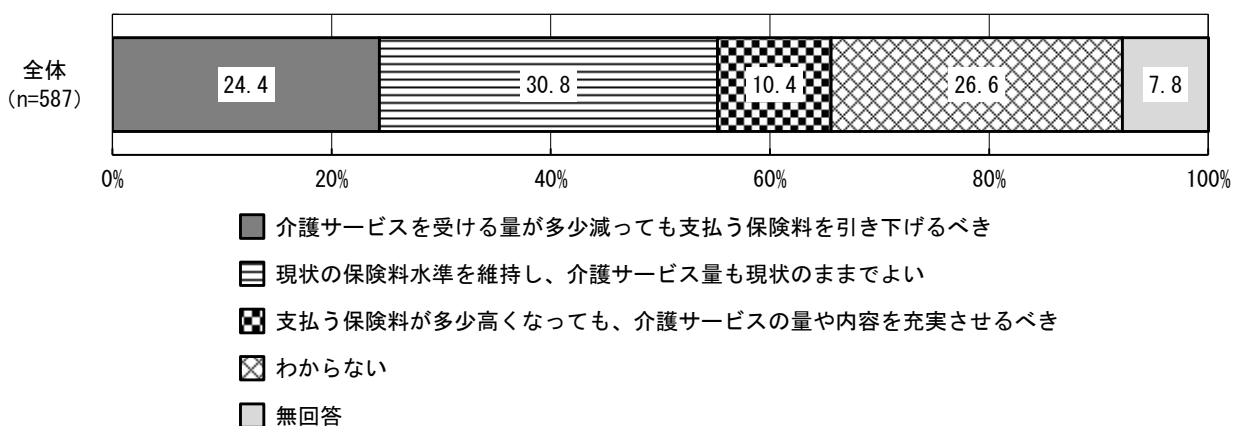 全体
(n=587)
24.4
30.8
10.4
26.6
7.8
0%
20%
40%
60%
80%
100%
介護サービスを受ける量が多少減っても支払う保険料を引き下げるべき
現状の保険料水準を維持し、介護サービス量も現状のままでよい
支払う保険料が多少高くなっても、介護サービスの量や内容を充実させるべき
わからない
無回答